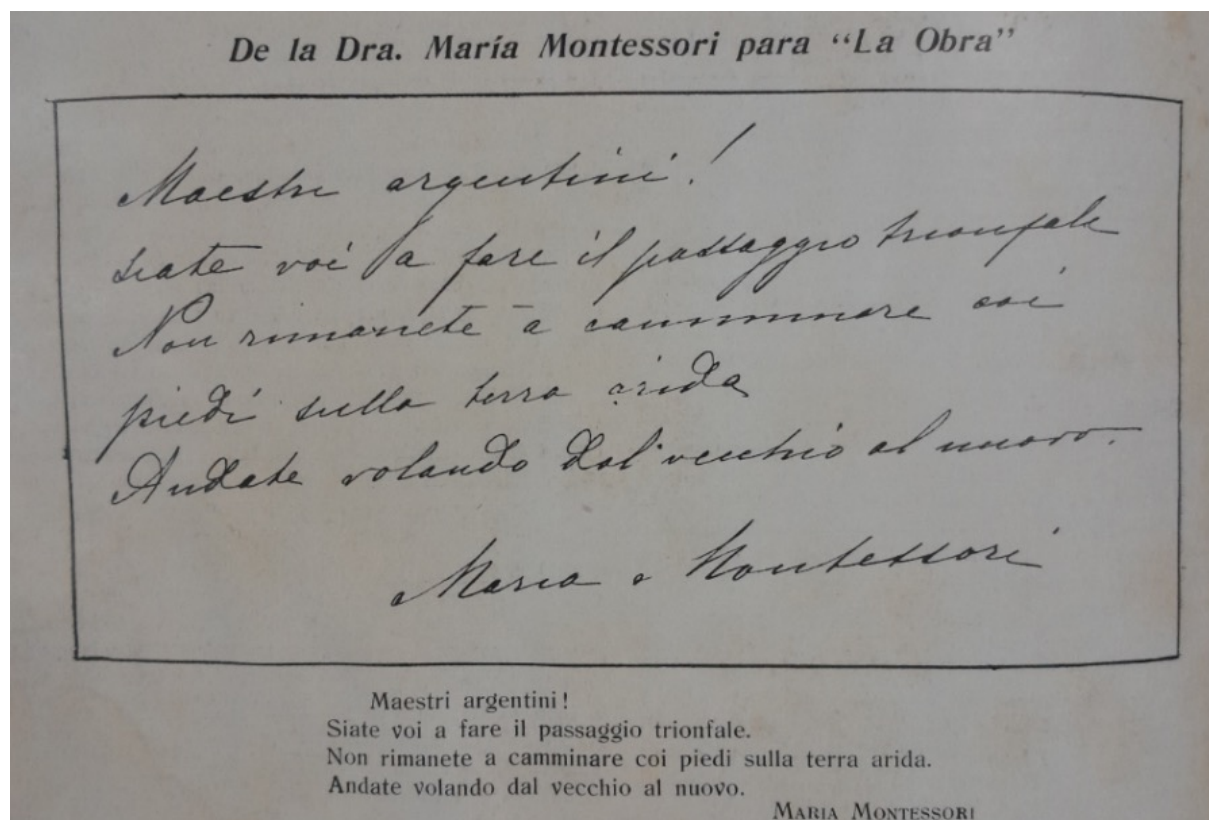 De la Dra. María Montessori para “La Obra”
Maestri argentini!
siate voi a fare il passaggio trionfale
Non rimanete a camminare coi
piedi sulla terra arida
Andate volando dal vecchio al nuovo.
Maria Montessori
Maestri argentini!
Siate voi a fare il passaggio trionfale.
Non rimanete a camminare coi piedi sulla terra arida.
Andate volando dal vecchio al nuovo.
MARIA MONTESSORI